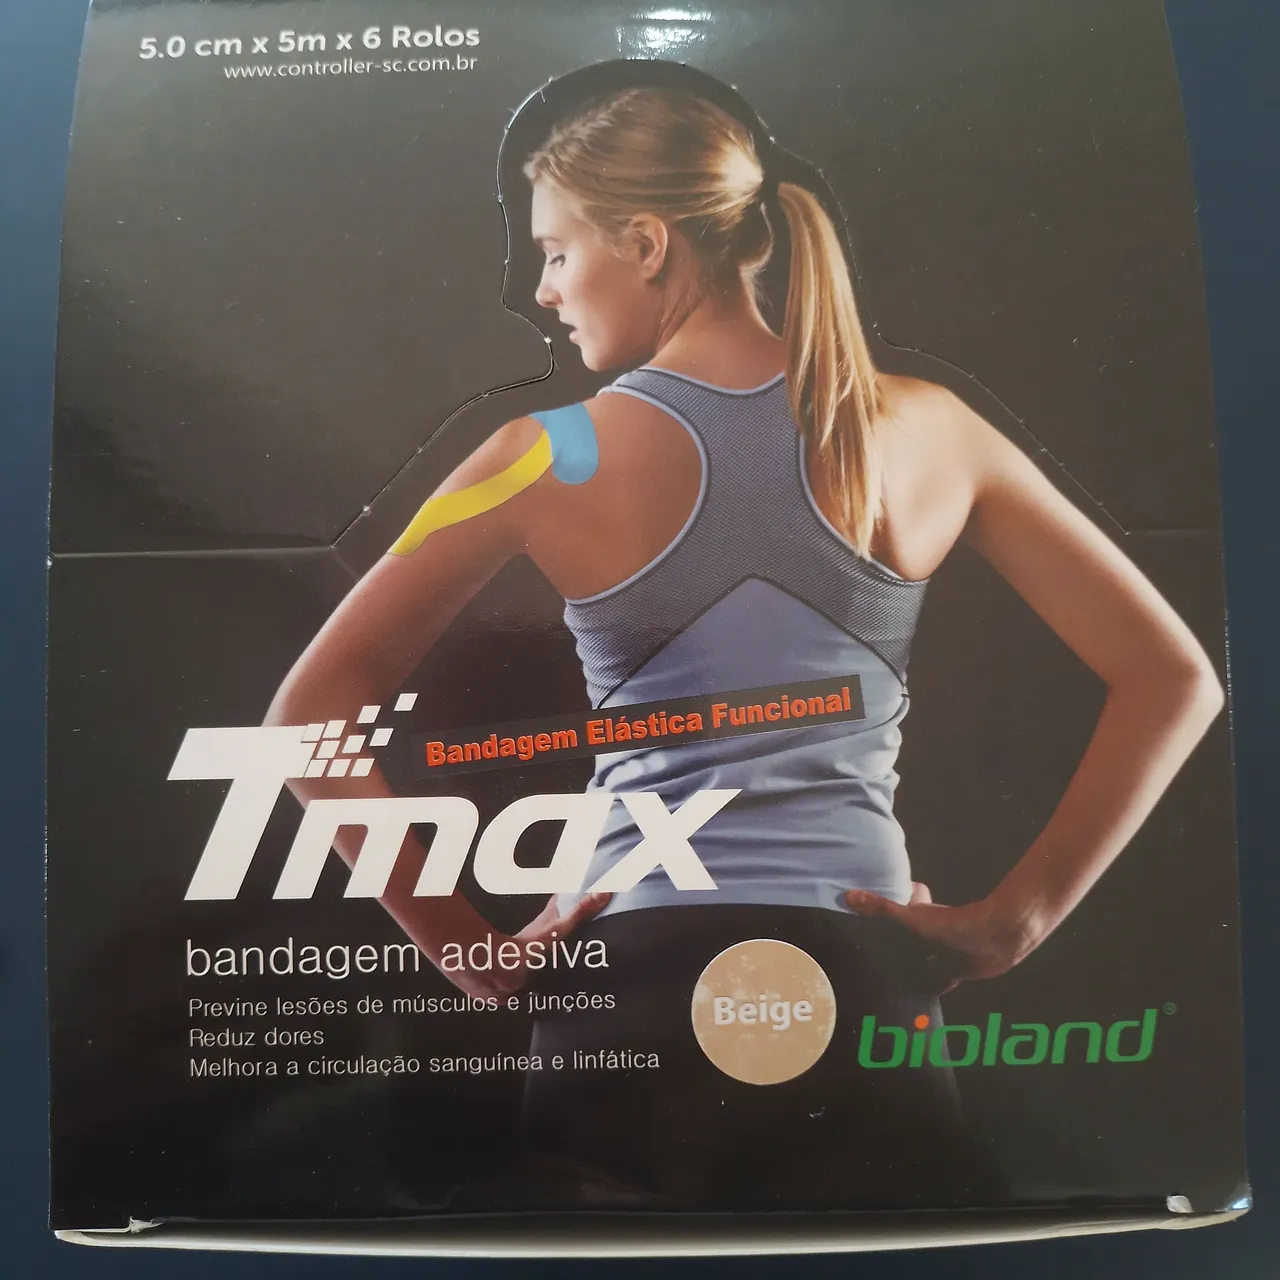 5.0 cm x 5m x 6 Rolos
www.controller-sc.com.br
Bandagem Elástica Funcional
Tmax
bandagem adesiva
Previne lesões de músculos e junções
Reduz dores
Melhora a circulação sanguínea e linfática
Beige
bioland®